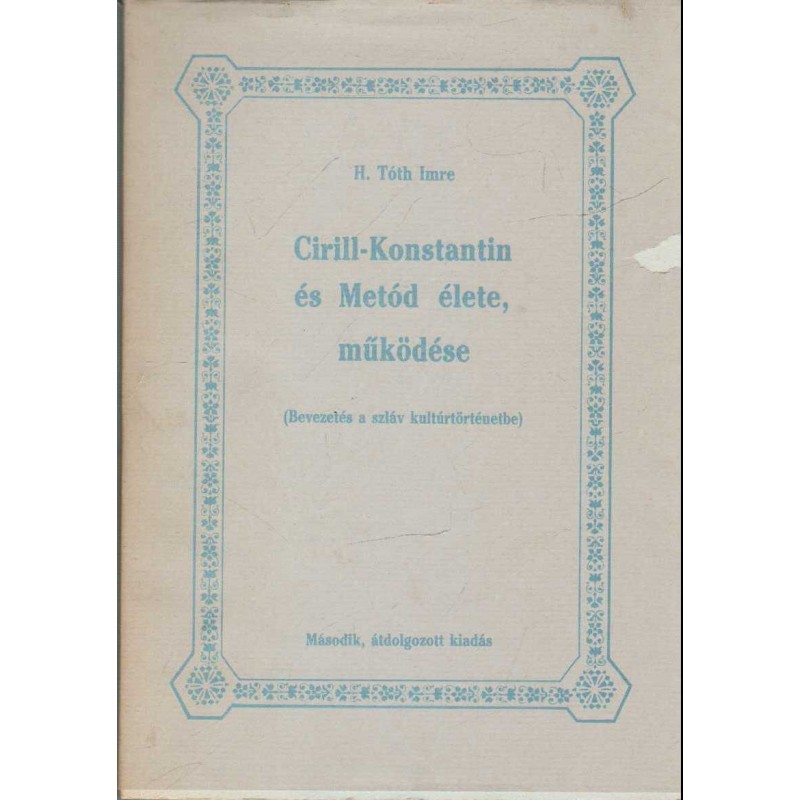 H. Tóth Imre
Cirill-Konstantin
és Metód élete,
működése
(Bevezetés a szláv kultúrtörténetbe)
Második, átdolgozott kiadás